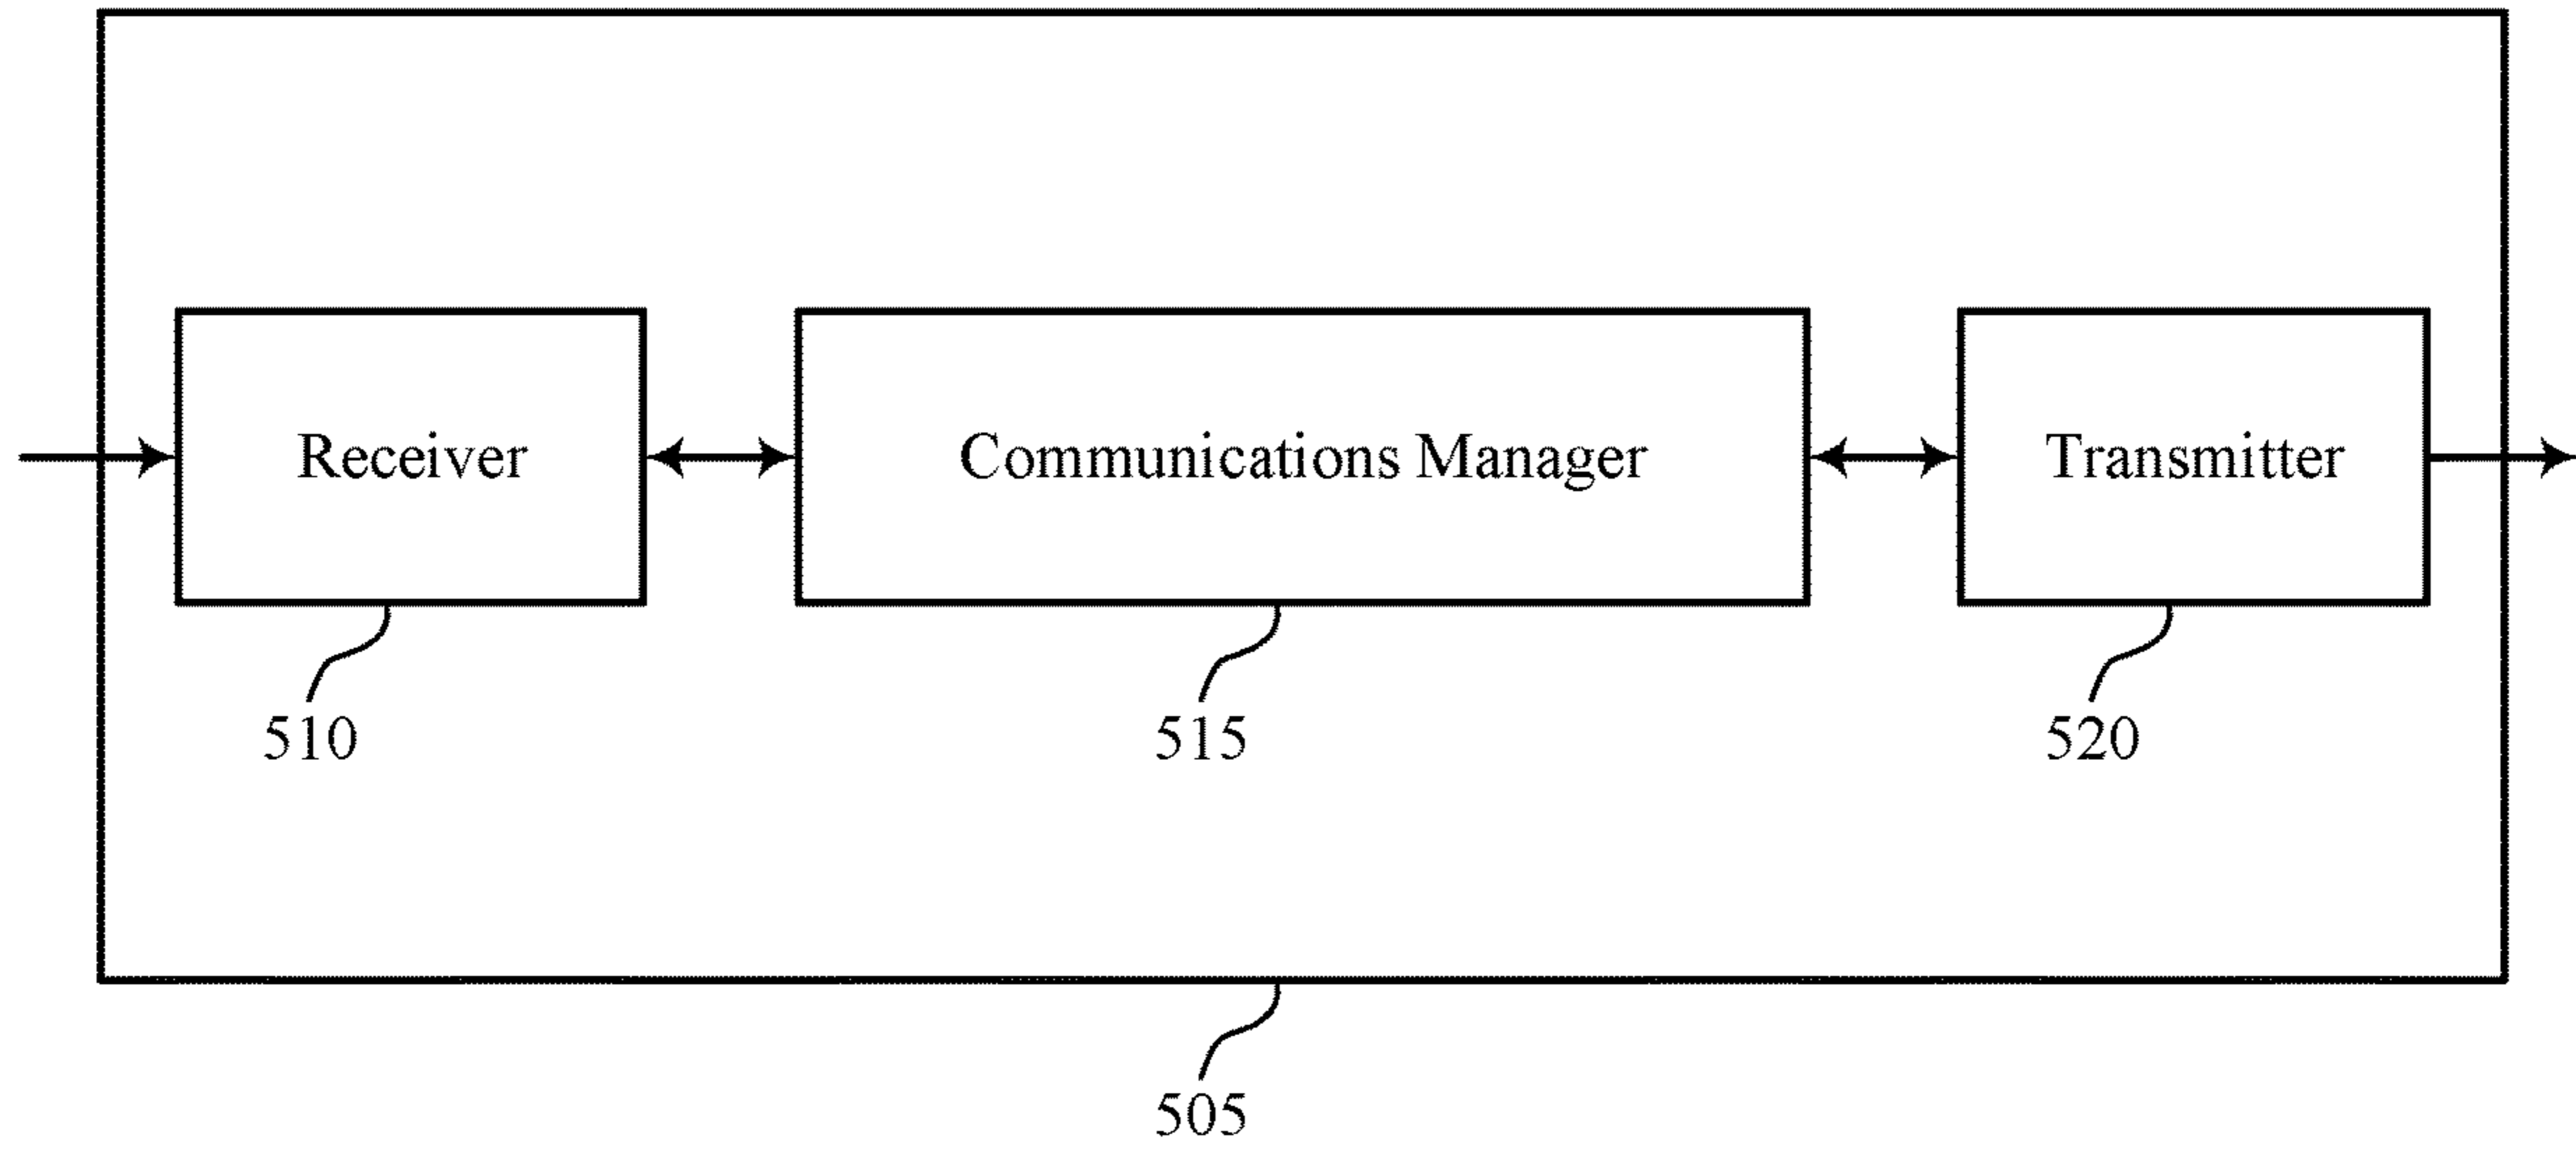 Receiver
Communications Manager
Transmitter
510
515
520
505